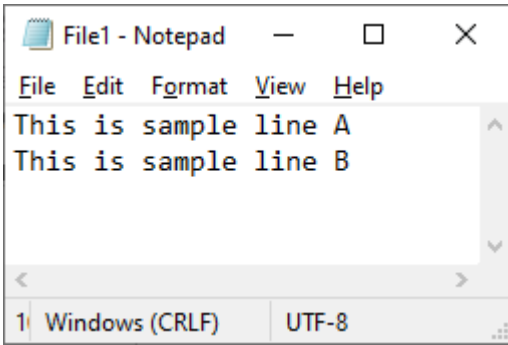 File1 - Notepad
File Edit Format View Help
This is sample line A
This is sample line B
Windows (CRLF) UTF-8